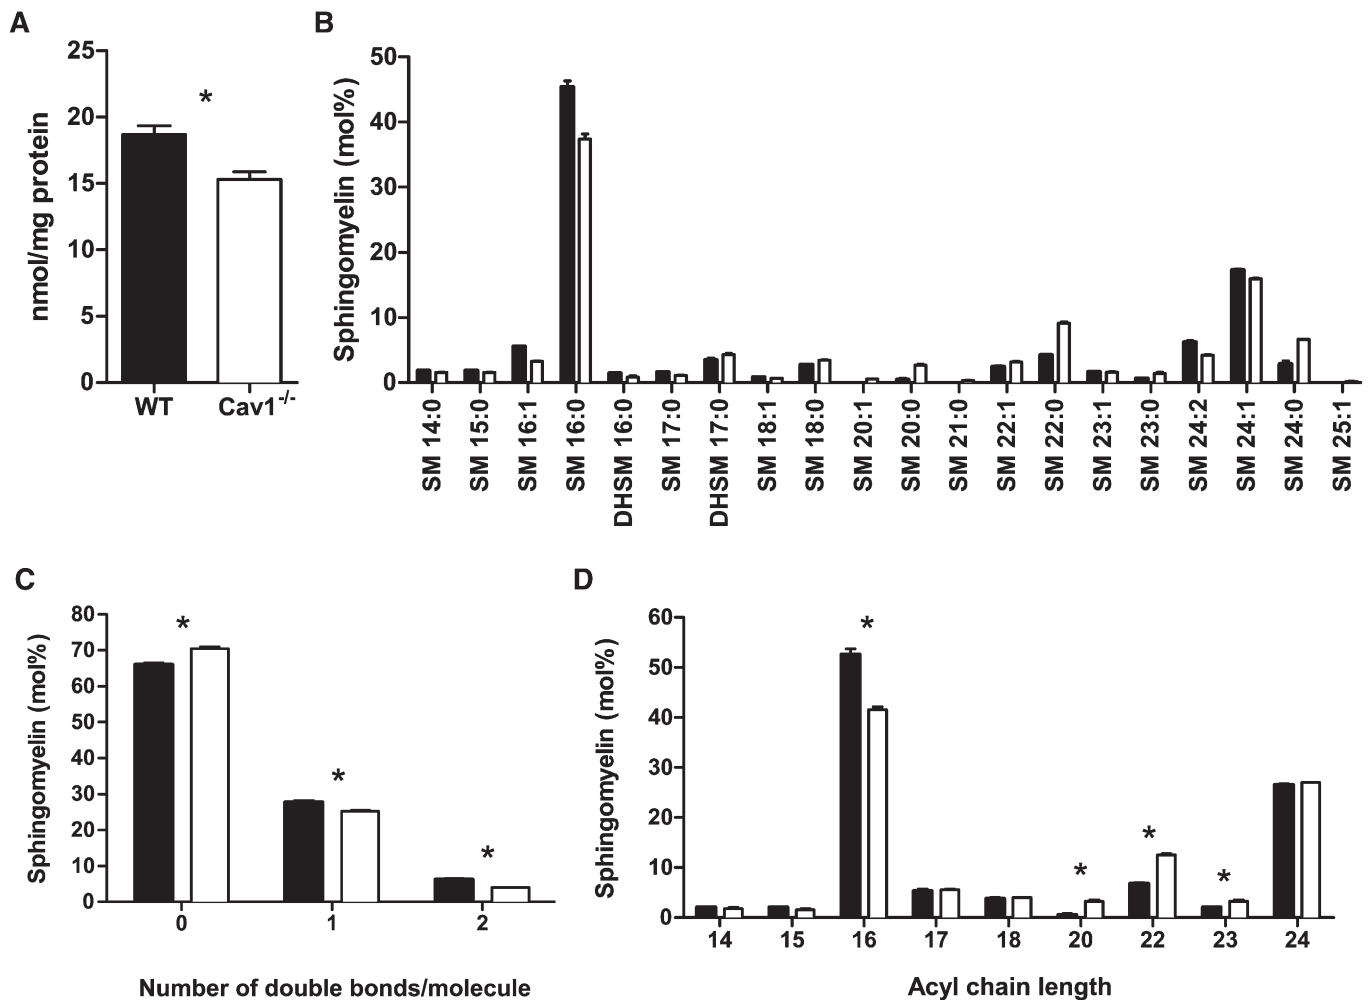 A
nmol/mg protein
25
20
15
10
5
0
*
WT
Cav1-/-
B
Sphingomyelin (mol%)
50
40
30
20
10
0
SM 14:0
SM 15:0
SM 16:1
SM 16:0
DHSM 16:0
SM 17:0
DHSM 17:0
SM 18:1
SM 18:0
SM 20:1
SM 20:0
SM 21:0
SM 22:1
SM 22:0
SM 23:1
SM 23:0
SM 24:2
SM 24:1
SM 24:0
SM 25:1
C
Sphingomyelin (mol%)
80
70
60
50
40
30
20
10
0
*
*
*
0 1 2
Number of double bonds/molecule
D
Sphingomyelin (mol%)
60
50
40
30
20
10
0
*
*
*
*
14 15 16 17 18 20 22 23 24
Acyl chain length